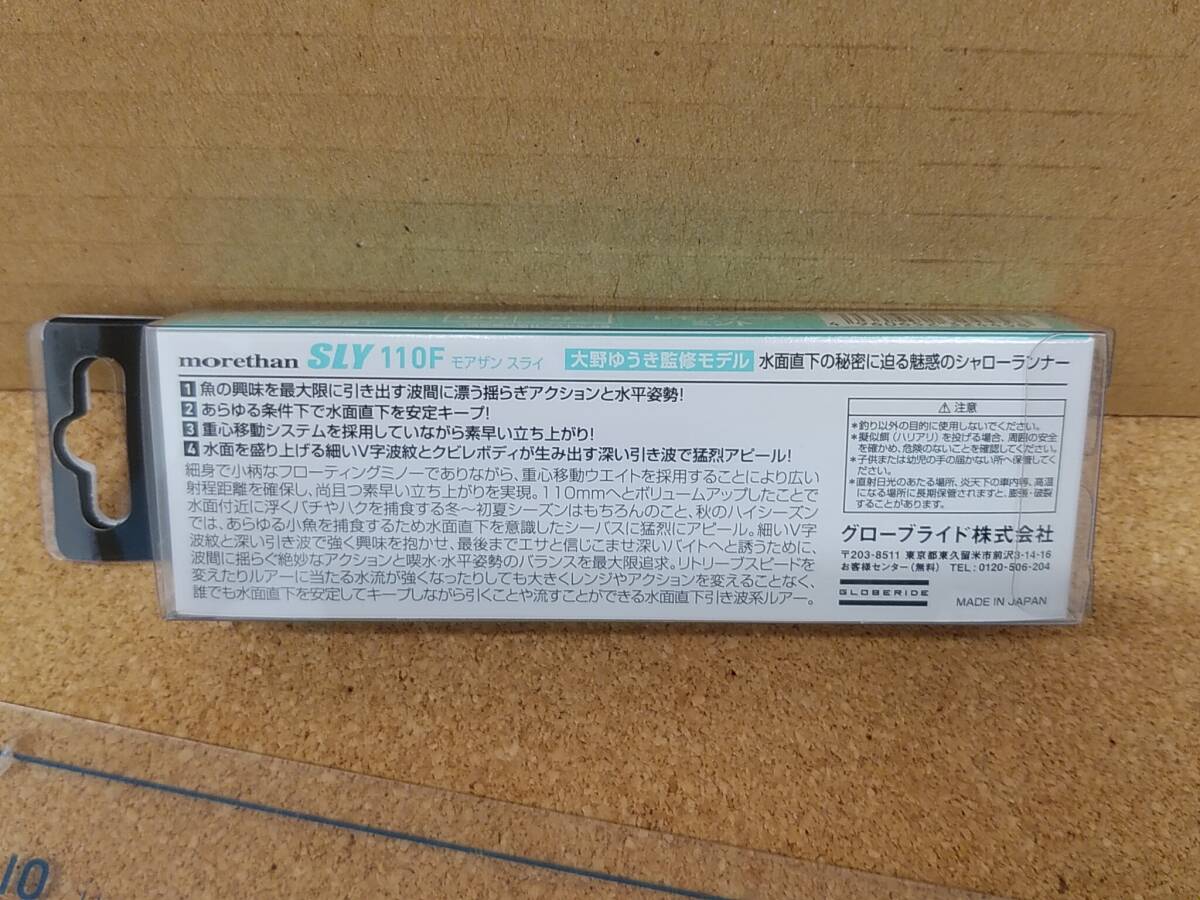 morethan SLY 110F モアザン スライ 大野ゆうき監修モデル 水面直下の秘密に迫る魅惑のシャローランナー
1 魚の興味を最大限に引き出す波間に漂う揺らぎアクションと水平姿勢!
2 あらゆる条件下で水面直下を安定キープ!
3 重心移動システムを採用していながら素早い立ち上がり!
4 水面を盛り上げる細いV字波紋とクビレボディが生み出す深い引き波で猛烈アピール!
細身で小柄なフローティングミノーでありながら、重心移動ウエイトを採用することにより広い
射程距離を確保し、尚且つ素早い立ち上がりを実現。110mmへとボリュームアップしたことで
水面付近に浮くバチやハクを捕食する冬〜初夏シーズンはもちろんのこと、秋のハイシーズン
では、あらゆる小魚を捕食するため水面直下を意識したシーバスに猛烈にアピール。細いV字
波紋と深い引き波で強く興味を抱かせ、最後までエサと信じこませ深いバイトへと誘うために、
波間に揺らぐ絶妙なアクションと喫水・水平姿勢のバランスを最大限追求。リトリーブスピードを
変えたりルアーに当たる水流が強くなったりしても大きくレンジやアクションを変えることなく、
誰でも水面直下を安定してキープしながら引くことや流すことができる水面直下引き波系ルアー。
⚠ 注意
*釣り以外の目的に使用しないでください。
*擬似餌(ハリアリ)を投げる場合、周囲の安全
を確かめ、危険のないことを確認してください。
*子供または幼児の手の届かない所へ保管してく
ださい。
*直射日光のあたる場所、炎天下の車内等、高温
になる場所に長期保管されますと、膨張・破裂
することがあります。
グローブライド株式会社
〒203-8511 東京都東久留米市前沢3-14-16
お客様センター(無料) TEL:0120-506-204
GLOBERIDE
MADE IN JAPAN
10